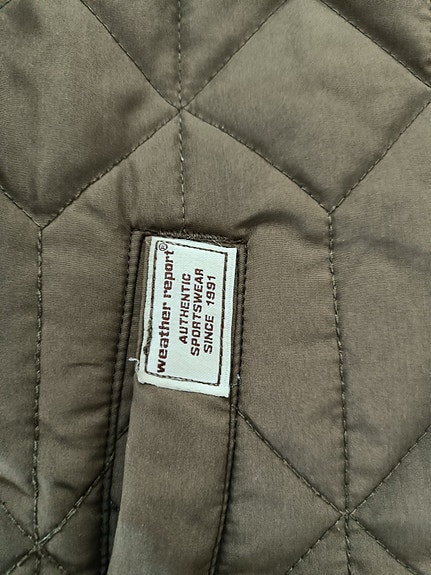 weather report®
AUTHENTIC
SPORTSWEAR
SINCE 1991